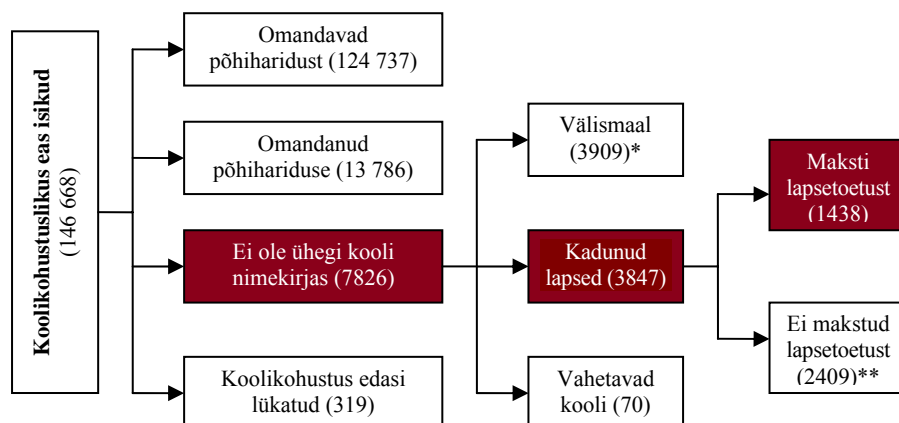 Koolikohustuslikus eas isikud
(146 668)
Omandavad
põhiharidust (124 737)
Omandanud
põhihariduse (13 786)
Ei ole ühegi kooli
nimekirjas (7826)
Koolikohustus edasi
lükatud (319)
Välismaal
(3909)*
Kadunud
lapsed (3847)
Vahetavad
kooli (70)
Maksti
lapsetoetust
(1438)
Ei makstud
lapsetoetust
(2409)**